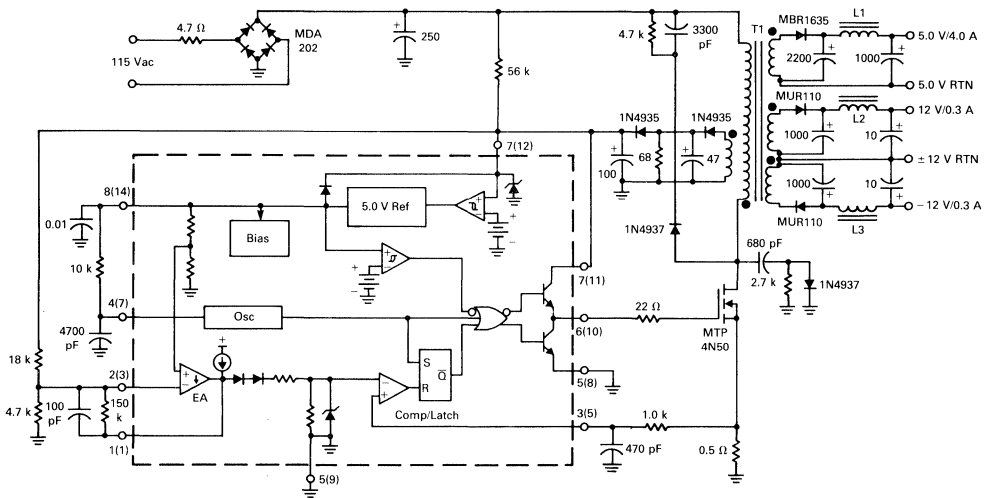 4.7 Ω
MDA
202
115 Vac
+
250
56 k
4.7 k
3300
pF
T1
MBR1635
L1
5.0 V/4.0 A
+
2200
+
1000
5.0 V RTN
MUR110
L2
12 V/0.3 A
+
1000
+
10
±12 V RTN
1000
+
10
+
MUR110
L3
−12 V/0.3 A
1N4935
1N4935
+
100
68
+
47
7(12)
8(14)
0.01
5.0 V Ref
Bias
+
−
+
−
+
−
+
−
1N4937
7(11)
680 pF
2.7 k
1N4937
10 k
4(7)
Osc
4700
pF
6(10)
22 Ω
MTP
4N50
18 k
+
S
R
Q
5(8)
2(3)
+
−
EA
−
+
Comp/Latch
3(5)
1.0 k
4.7 k
100
pF
150
k
1(1)
470 pF
0.5 Ω
5(9)